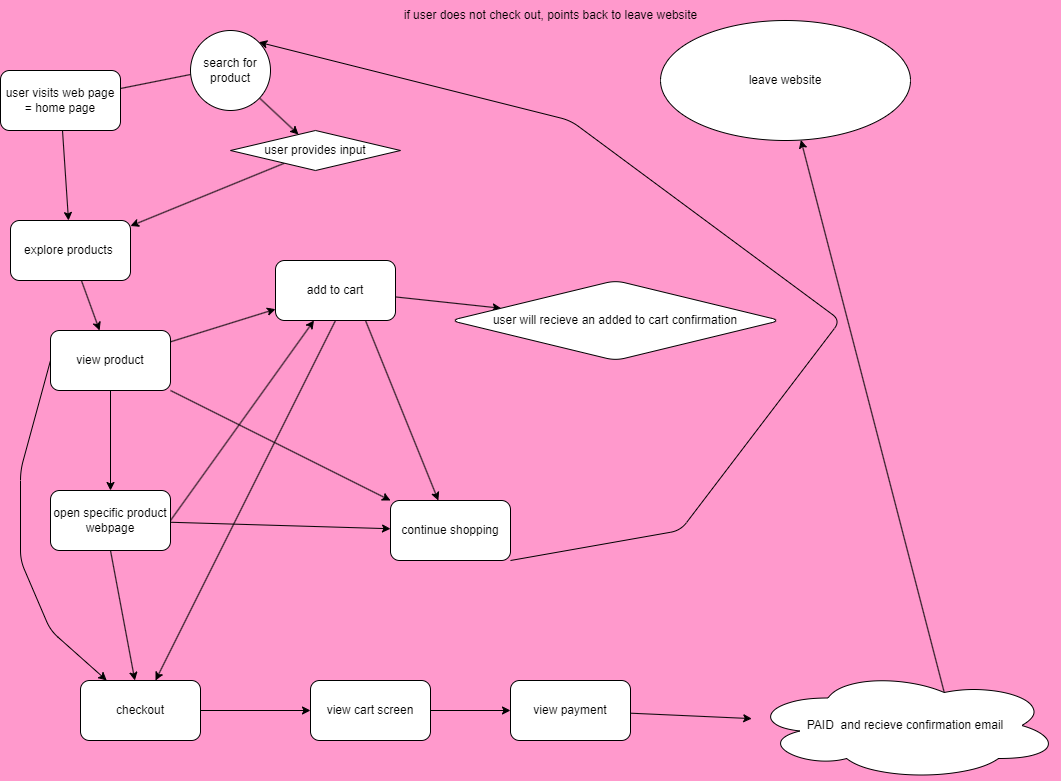 if user does not check out, points back to leave website
search for
product
leave website
user visits web page
= home page
user provides input
explore products
add to cart
user will recieve an added to cart confirmation
view product
open specific product
webpage
continue shopping
checkout
view cart screen
view payment
PAID  and recieve confirmation email